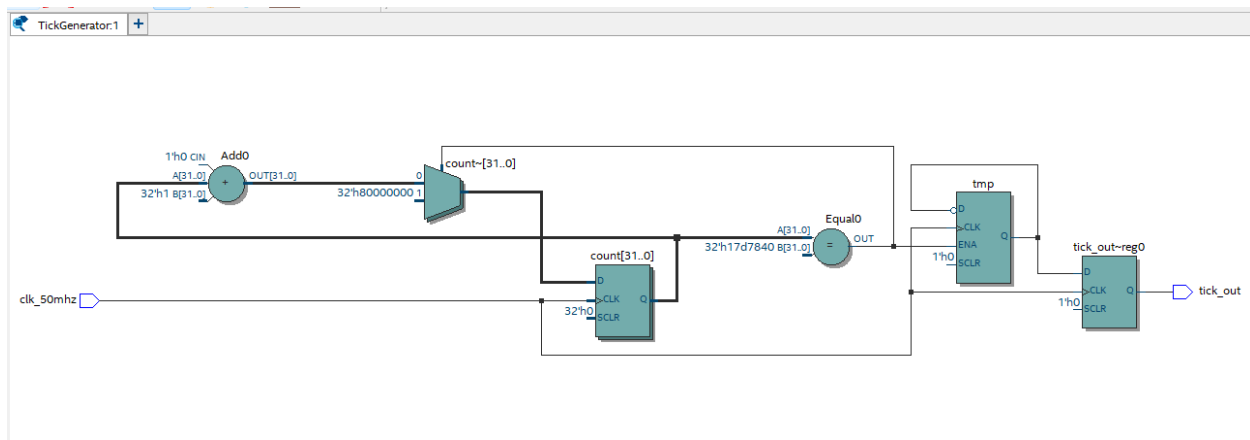 TickGenerator:1
1'h0 CIN
Add0
A[31..0]
OUT[31..0]
32'h1 B[31..0]
count~[31..0]
0
32'h80000000 1
+
count[31..0]
D
CLK
Q
32'h0
SCLR
clk_50mhz
Equal0
A[31..0]
32'h17d7840 B[31..0]
=
OUT
tmp
D
CLK
ENA
Q
1'h0
SCLR
tick_out~reg0
D
CLK
Q
1'h0
SCLR
tick_out